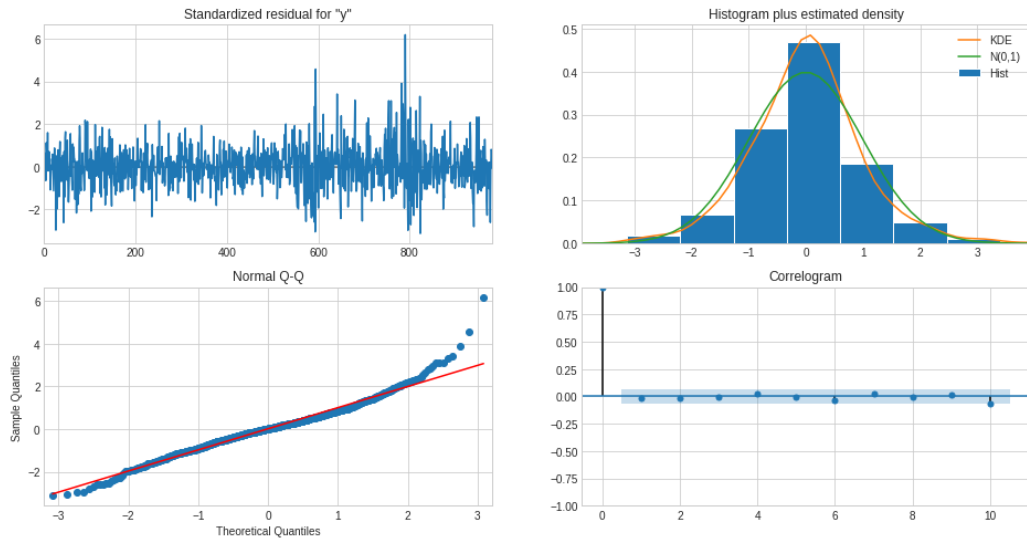 Standardized residual for "y"
6
4
2
0
−2
0 200 400 600 800
Histogram plus estimated density
KDE
N(0,1)
Hist
0.5
0.4
0.3
0.2
0.1
0.0
−3 −2 −1 0 1 2 3
Normal Q-Q
Sample Quantiles
6
4
2
0
−2
−3 −2 −1 0 1 2 3
Theoretical Quantiles
Correlogram
1.00
0.75
0.50
0.25
0.00
−0.25
−0.50
−0.75
−1.00
0 2 4 6 8 10